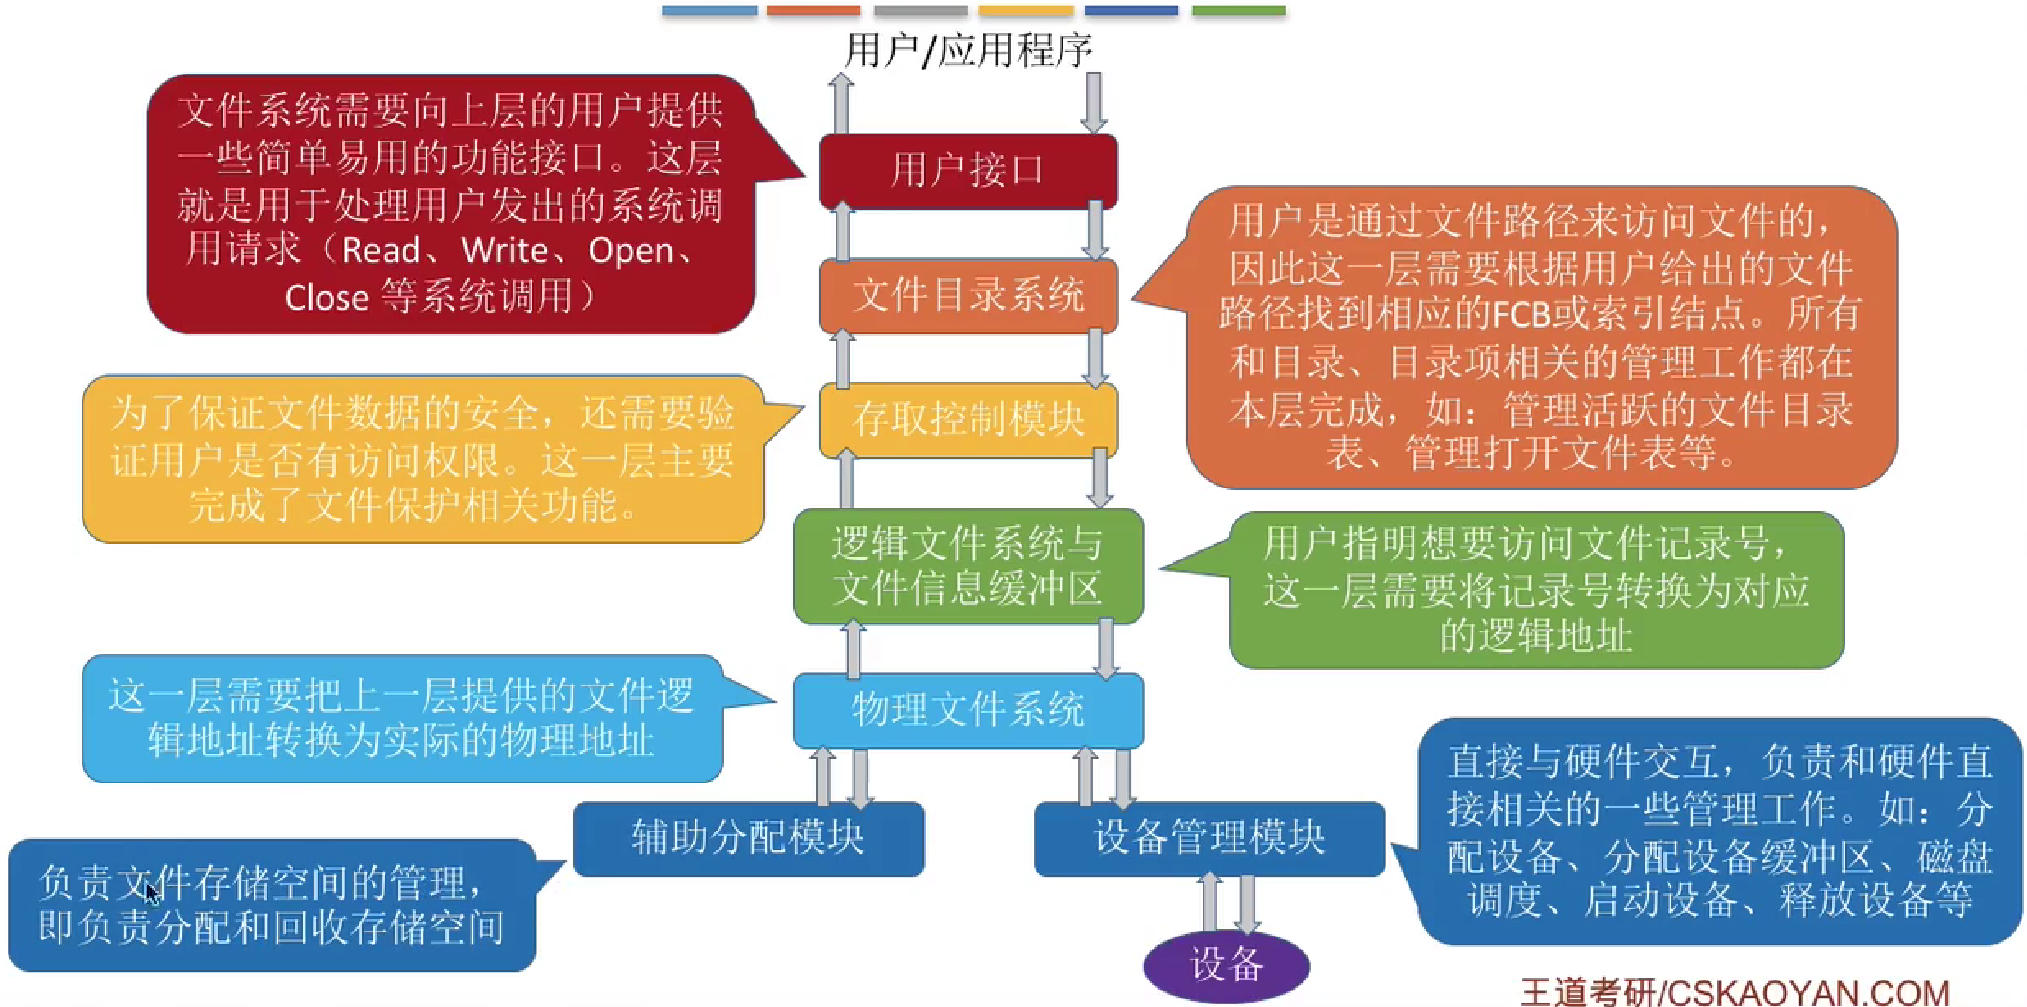 用户/应用程序
文件系统需要向上层的用户提供
一些简单易用的功能接口。这层
就是用于处理用户发出的系统调
用请求（Read、Write、Open、
Close 等系统调用）
用户接口
用户是通过文件路径来访问文件的，
因此这一层需要根据用户给出的文件
路径找到相应的FCB或索引结点。所有
和目录、目录项相关的管理工作都在
本层完成，如：管理活跃的文件目录
表、管理打开文件表等。
文件目录系统
为了保证文件数据的安全，还需要验
证用户是否有访问权限。这一层主要
完成了文件保护相关功能。
存取控制模块
逻辑文件系统与
文件信息缓冲区
用户指明想要访问文件记录号，
这一层需要将记录号转换为对应
的逻辑地址
这一层需要把上一层提供的文件逻
辑地址转换为实际的物理地址
物理文件系统
辅助分配模块
设备管理模块
直接与硬件交互，负责和硬件直
接相关的一些管理工作。如：分
配设备、分配设备缓冲区、磁盘
调度、启动设备、释放设备等
负责文件存储空间的管理，
即负责分配和回收存储空间
设备
王道考研/CSKAOYAN.COM